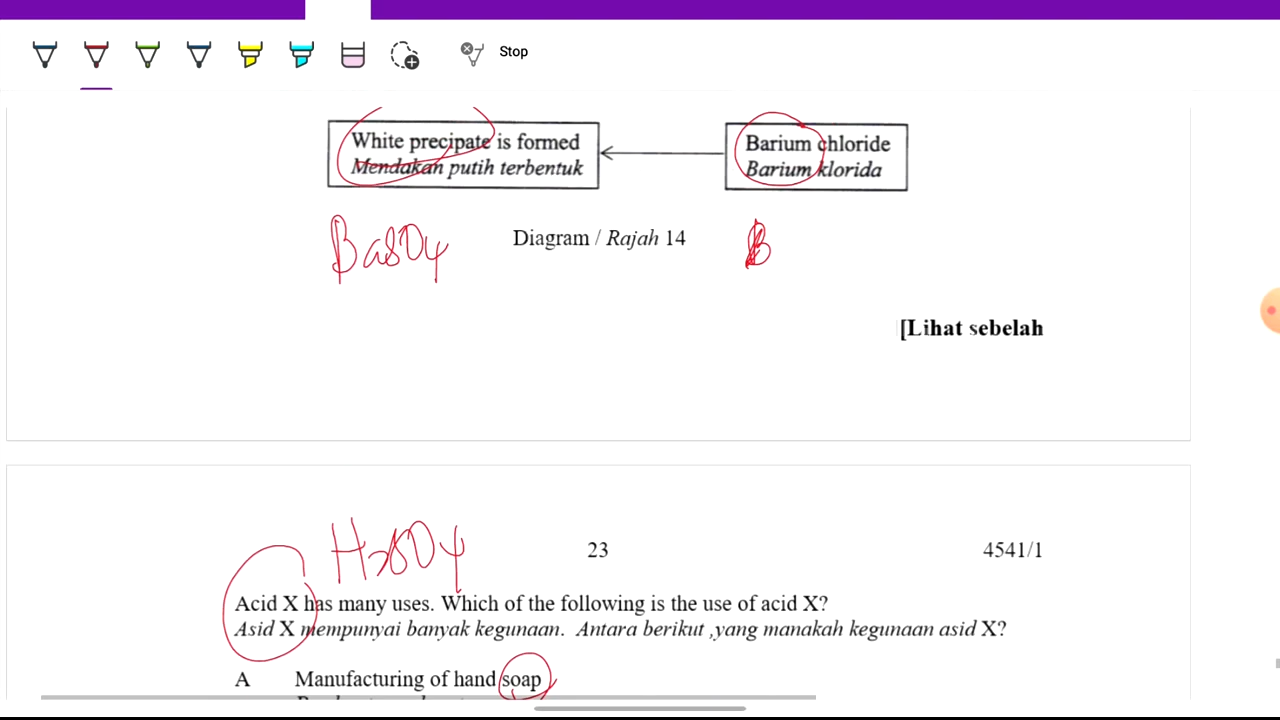 Stop
White precipate is formed
Mendakan putih terbentuk
Barium chloride
Barium klorida
BaSO4
Diagram / Rajah 14
B
[Lihat sebelah
H2SO4
23
4541/1
Acid X has many uses. Which of the following is the use of acid X?
Asid X mempunyai banyak kegunaan. Antara berikut ,yang manakah kegunaan asid X?
A Manufacturing of hand soap